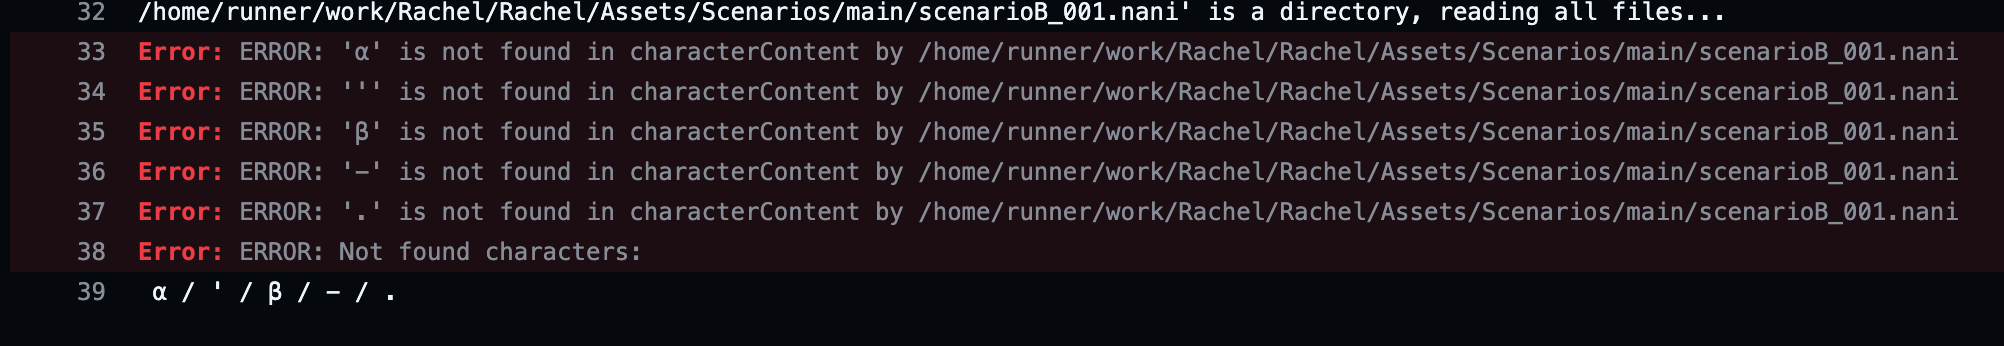 32 /home/runner/work/Rachel/Rachel/Assets/Scenarios/main/scenarioB_001.nani' is a directory, reading all files...
33 Error: ERROR: 'α' is not found in characterContent by /home/runner/work/Rachel/Rachel/Assets/Scenarios/main/scenarioB_001.nani
34 Error: ERROR: ''' is not found in characterContent by /home/runner/work/Rachel/Rachel/Assets/Scenarios/main/scenarioB_001.nani
35 Error: ERROR: 'β' is not found in characterContent by /home/runner/work/Rachel/Rachel/Assets/Scenarios/main/scenarioB_001.nani
36 Error: ERROR: '-' is not found in characterContent by /home/runner/work/Rachel/Rachel/Assets/Scenarios/main/scenarioB_001.nani
37 Error: ERROR: '.' is not found in characterContent by /home/runner/work/Rachel/Rachel/Assets/Scenarios/main/scenarioB_001.nani
38 Error: ERROR: Not found characters:
39 α / ' / β / - / .